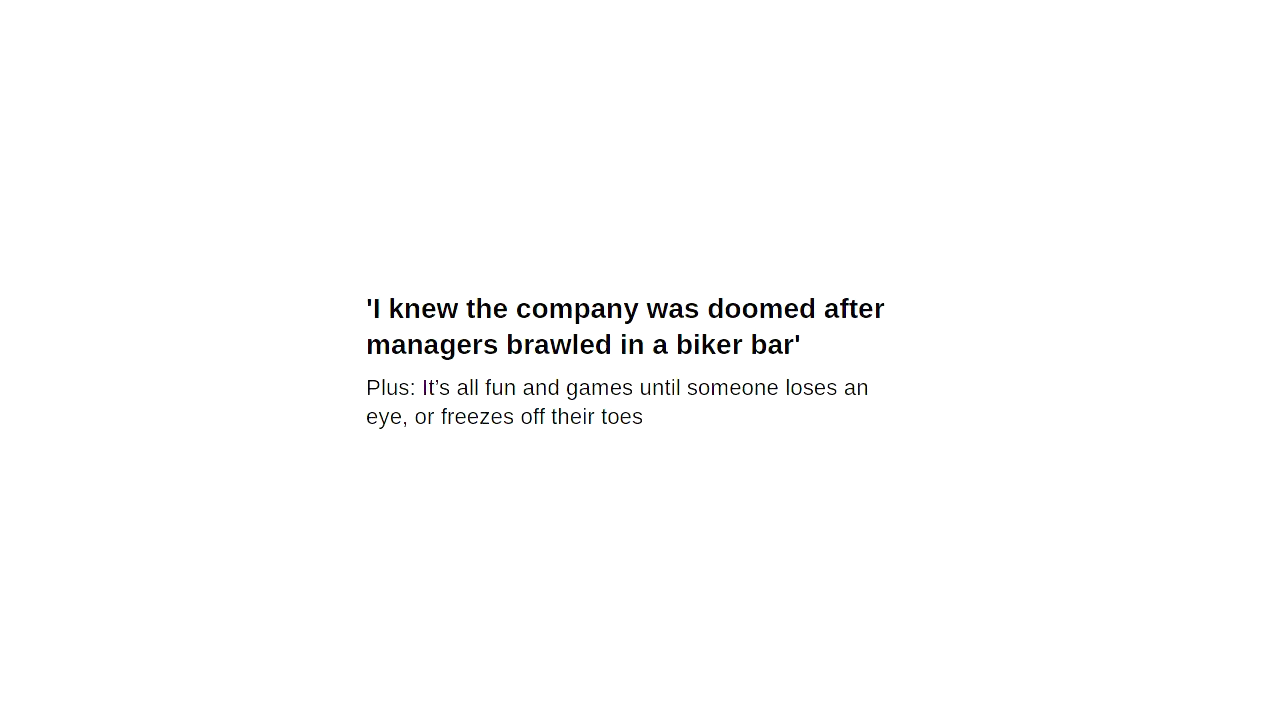 'I knew the company was doomed after
managers brawled in a biker bar'
Plus: It’s all fun and games until someone loses an
eye, or freezes off their toes